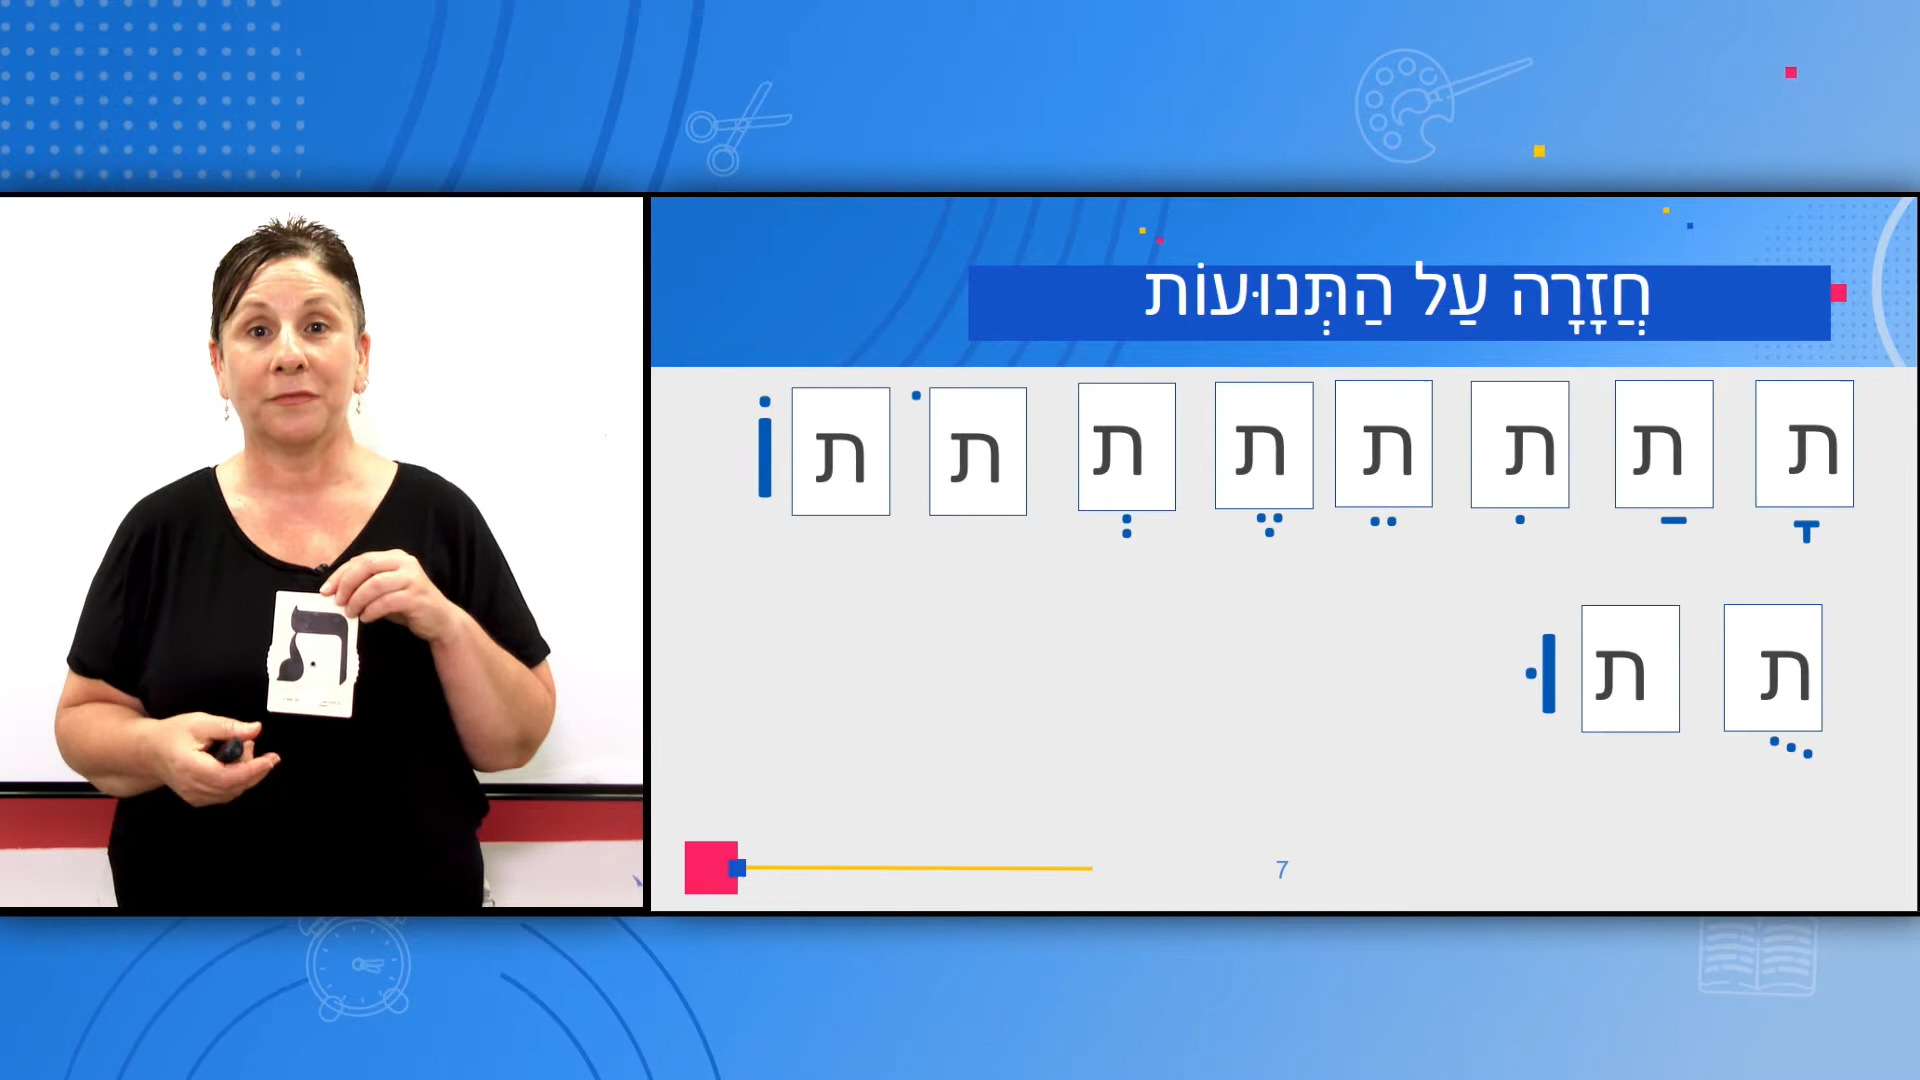 חֲזָרָה עַל הַתְּנוּעוֹת
תָ תַ תִ תֵ תֶ תְ תֹ תוֹ
תֻ תוּ
7
ת